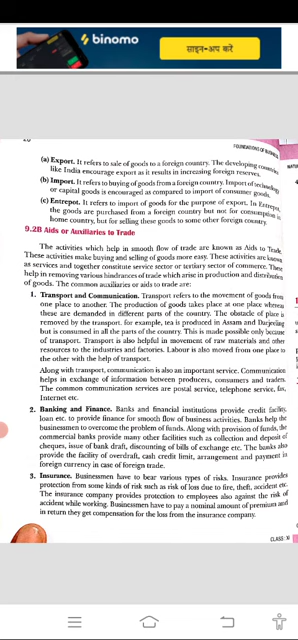 binomo
साइन-अप करें
FOUNDATIONS OF BUSINESS
(a) Export. It refers to sale of goods to a foreign country. The developing countries
like India encourage export as it results in increasing foreign reserves.
(b) Import. It refers to buying of goods from a foreign country. Import of technology
or capital goods is encouraged as compared to import of consumer goods.
(c) Entrepot. It refers to import of goods for the purpose of export. In Entrepot,
the goods are purchased from a foreign country but not for consumption in
home country, but for selling these goods to some other foreign country.
9.2B Aids or Auxiliaries to Trade
The activities which help in smooth flow of trade are known as Aids to Trade.
These activities make buying and selling of goods more easy. These activities are known
as services and together constitute service sector or tertiary sector of commerce. These
help in removing various hindrances of trade which arise in production and distribution
of goods. The common auxiliaries or aids to trade are:
1. Transport and Communication. Transport refers to the movement of goods from
one place to another. The production of goods takes place at one place whereas
these are demanded in different parts of the country. The obstacle of place is
removed by the transport. for example, tea is produced in Assam and Darjeeling
but is consumed in all the parts of the country. This is made possible only because
of transport. Transport is also helpful in movement of raw materials and other
resources to the industries and factories. Labour is also moved from one place to
the other with the help of transport.
Along with transport, communication is also an important service. Communication
helps in exchange of information between producers, consumers and traders.
The common communication services are postal service, telephone service, fax,
Internet etc.
2. Banking and Finance. Banks and financial institutions provide credit facility,
loan etc. to provide finance for smooth flow of business activities. Banks help the
businessmen to overcome the problem of funds. Along with provision of funds, the
commercial banks provide many other facilities such as collection and deposit of
cheques, issue of bank draft, discounting of bills of exchange etc. The banks also
provide the facility of overdraft, cash credit limit, arrangement and payment in
foreign currency in case of foreign trade.
3. Insurance. Businessmen have to bear various types of risks. Insurance provides
protection from some kinds of risk such as risk of loss due to fire, theft, accident etc.
The insurance company provides protection to employees also against the risk of
accident while working. Businessmen have to pay a nominal amount of premium and
in return they get compensation for the loss from the insurance company.
CLASS: XI